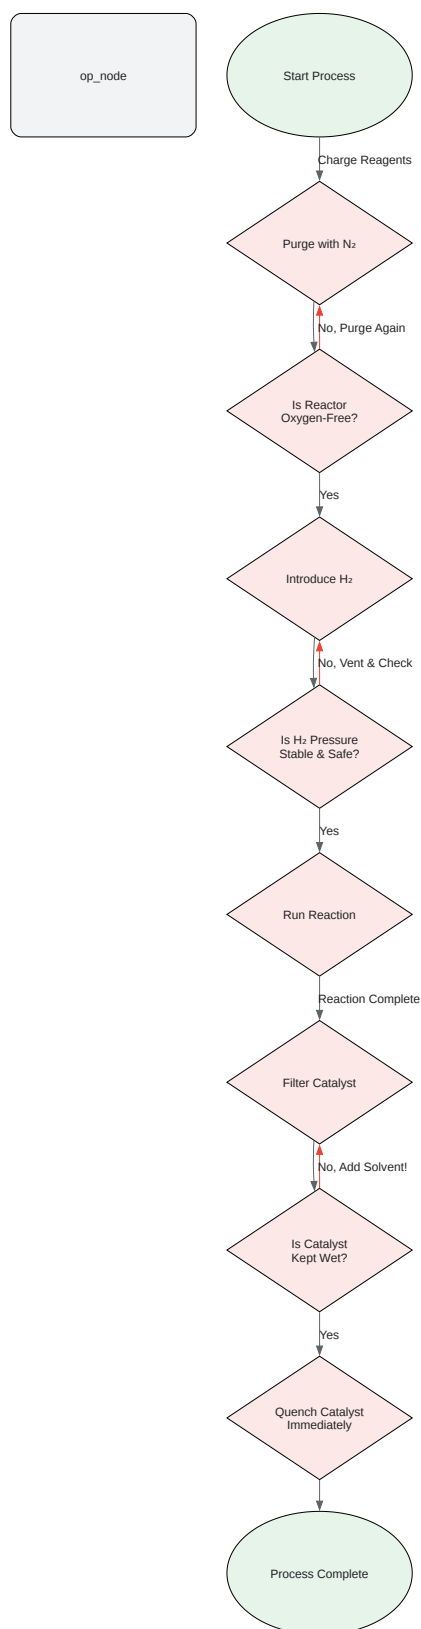 op_node
Start Process
Charge Reagents
Purge with N₂
No, Purge Again
Is Reactor
Oxygen-Free?
Yes
Introduce H₂
No, Vent & Check
Is H₂ Pressure
Stable & Safe?
Yes
Run Reaction
Reaction Complete
Filter Catalyst
No, Add Solvent!
Is Catalyst
Kept Wet?
Yes
Quench Catalyst
Immediately
Process Complete